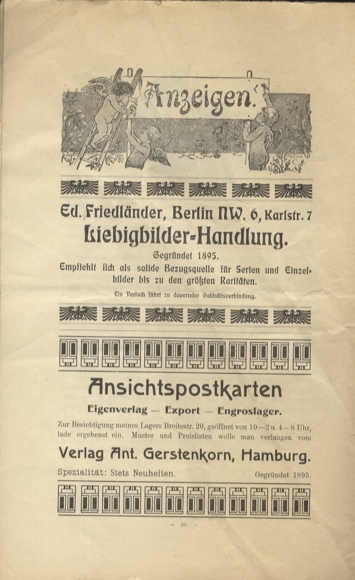 Anzeigen.
Ed. Friedländer, Berlin NW. 6, Karlstr. 7
Liebigbilder-Handlung.
Gegründet 1895.
Empfiehlt sich als solide Bezugsquelle für Serien und Einzel-
bilder bis zu den größten Raritäten.
Ein Versuch führt zu dauernder Geschäftsverbindung.
Ansichtspostkarten
Eigenverlag — Export — Engroslager.
Zur Besichtigung meines Lagers Breitestr. 20, geöffnet von 10—2 u. 4—8 Uhr,
lade ergebenst ein. Muster und Preislisten wolle man verlangen vom
Verlag Ant. Gerstenkorn, Hamburg.
Spezialität: Stets Neuheiten. Gegründet 1895.